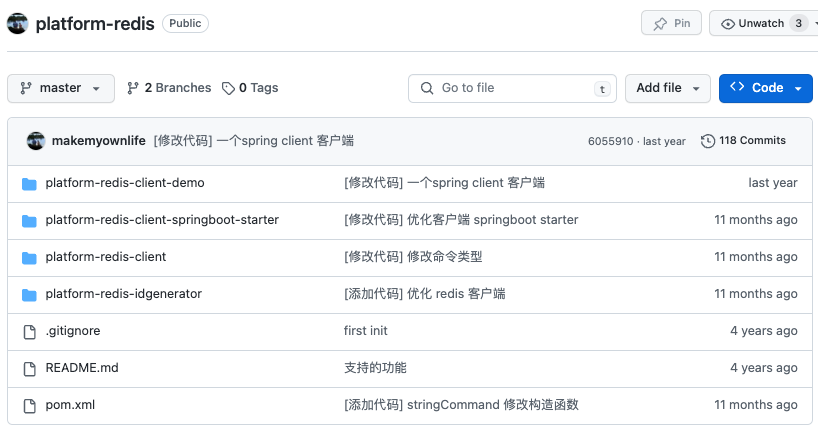 platform-redis Public Pin Unwatch 3
master 2 Branches 0 Tags Go to file t Add file Code
makemyownlife [修改代码] 一个spring client 客户端 6055910 · last year 118 Commits
platform-redis-client-demo [修改代码] 一个spring client 客户端 last year
platform-redis-client-springboot-starter [修改代码] 优化客户端 springboot starter 11 months ago
platform-redis-client [修改代码] 修改命令类型 11 months ago
platform-redis-idgenerator [添加代码] 优化 redis 客户端 11 months ago
.gitignore first init 4 years ago
README.md 支持的功能 4 years ago
pom.xml [添加代码] stringCommand 修改构造函数 11 months ago